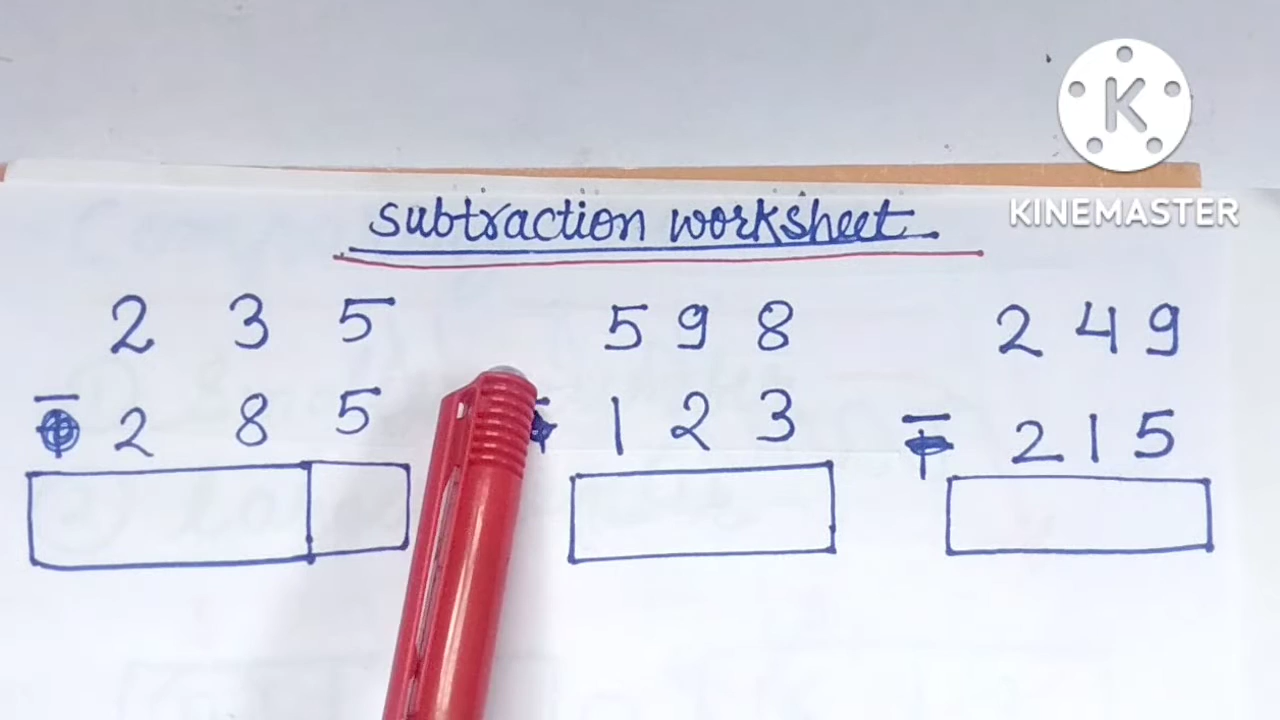 K
KINEMASTER
subtraction worksheet
2 3 5 5 9 8 2 4 9
- 2 8 5 - 1 2 3 - 2 1 5